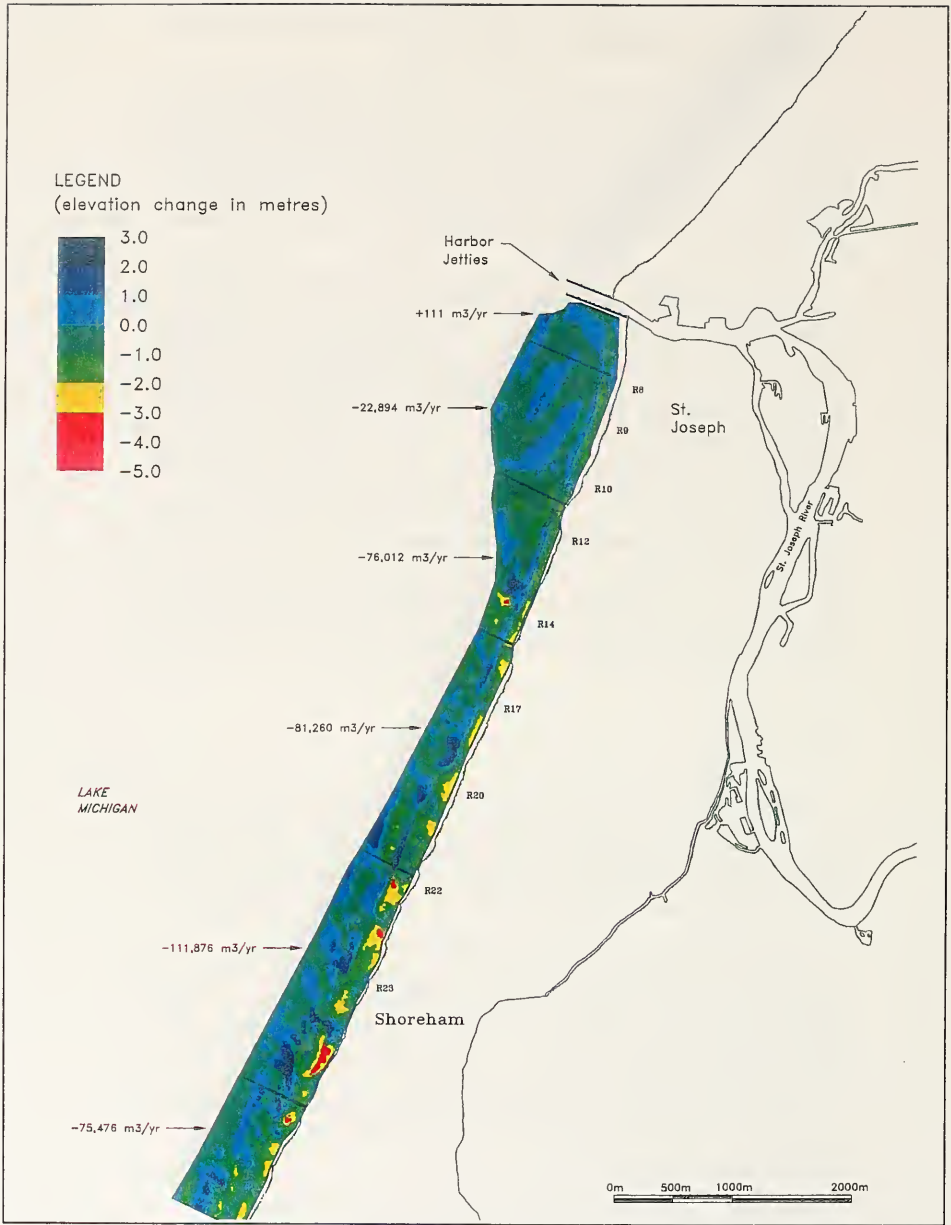 LEGEND
(elevation change in metres)
3.0
2.0
1.0
0.0
-1.0
-2.0
-3.0
-4.0
-5.0
Harbor
Jetties
+111 m3/yr
-22,894 m3/yr
-76,012 m3/yr
-81,260 m3/yr
-111,876 m3/yr
-75,476 m3/yr
R8
R9
R10
R12
R14
R17
R20
R22
R23
St.
Joseph
St. Joseph River
LAKE
MICHIGAN
Shoreham
0m 500m 1000m 2000m